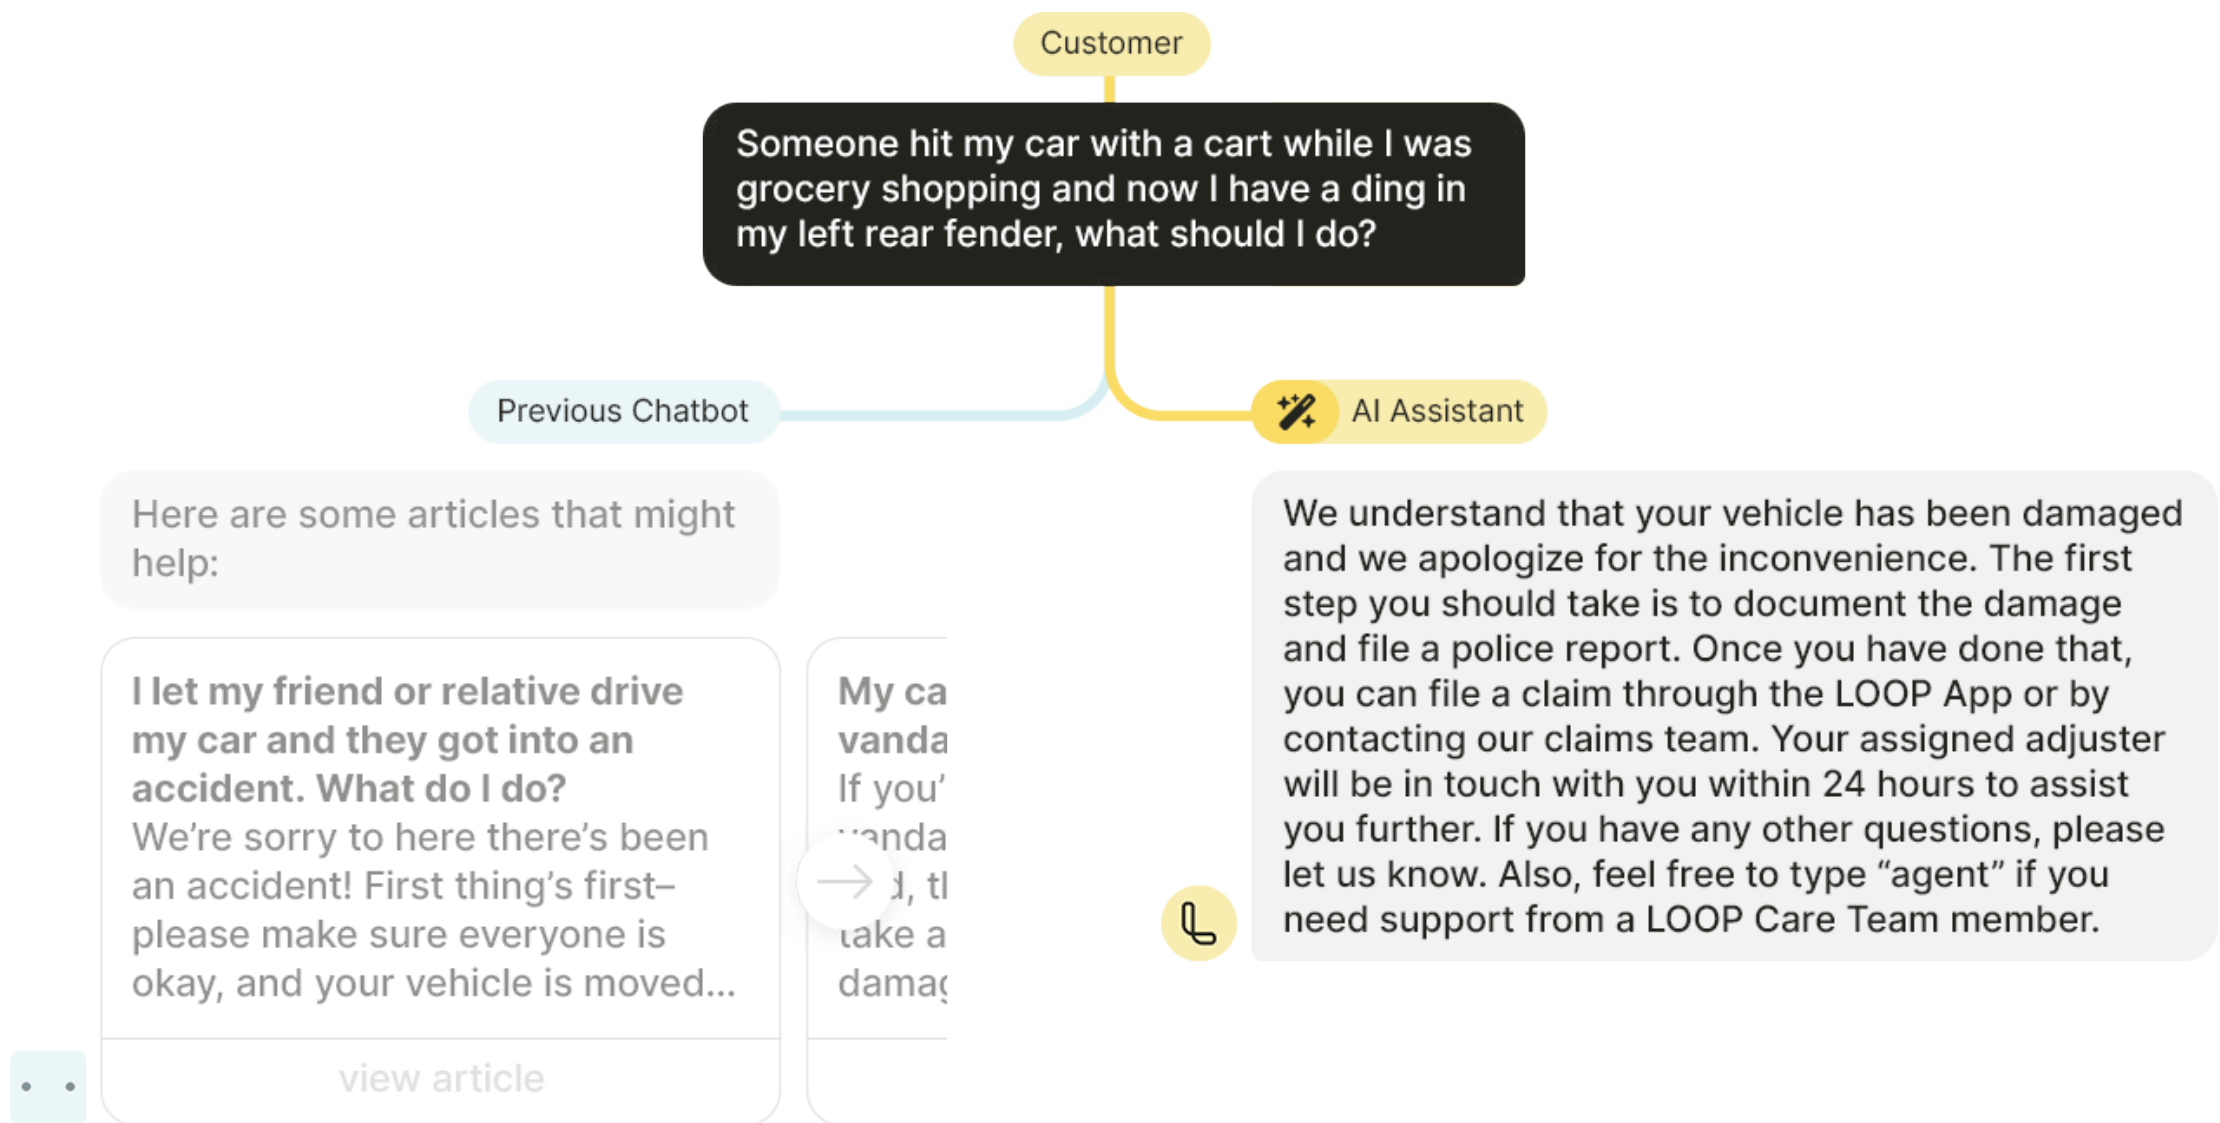 Customer
Someone hit my car with a cart while I was
grocery shopping and now I have a ding in
my left rear fender, what should I do?
Previous Chatbot
Here are some articles that might
help:
I let my friend or relative drive
my car and they got into an
accident. What do I do?
We're sorry to here there's been
an accident! First thing's first–
please make sure everyone is
okay, and your vehicle is moved...
view article
My ca
vanda
If you'
take a
AI Assistant
We understand that your vehicle has been damaged
and we apologize for the inconvenience. The first
step you should take is to document the damage
and file a police report. Once you have done that,
you can file a claim through the LOOP App or by
contacting our claims team. Your assigned adjuster
will be in touch with you within 24 hours to assist
you further. If you have any other questions, please
let us know. Also, feel free to type “agent” if you
need support from a LOOP Care Team member.